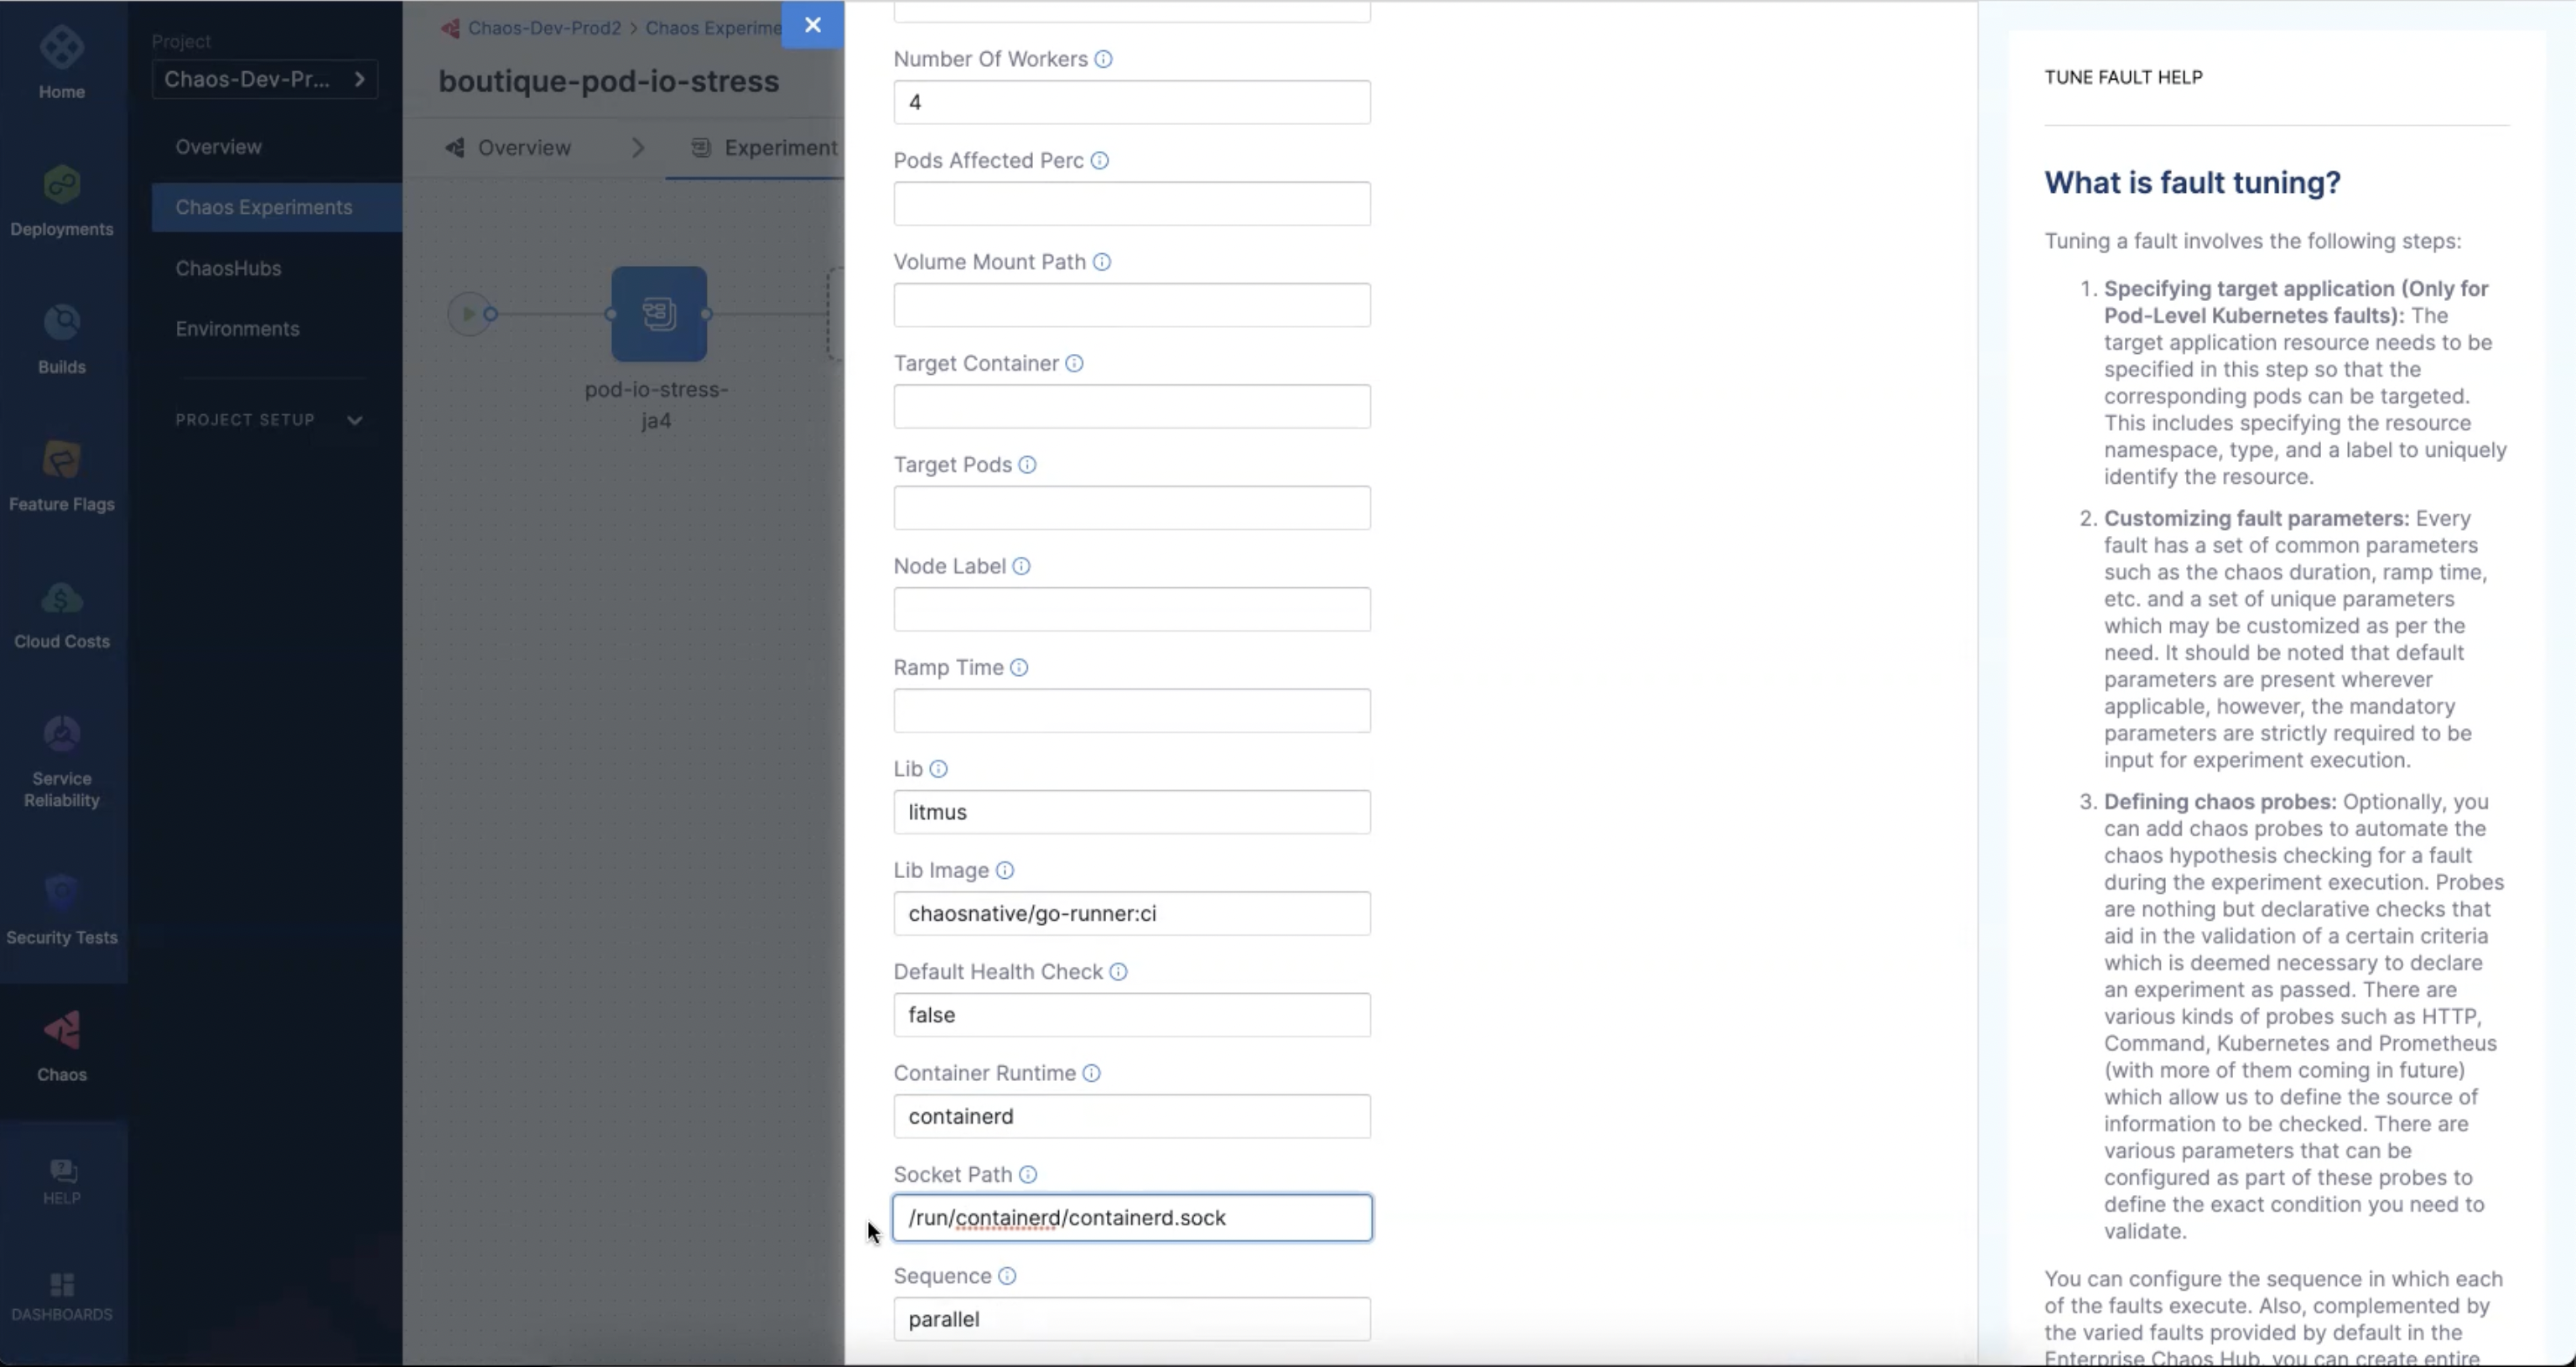 Home
Deployments
Builds
Feature Flags
Cloud Costs
Service
Reliability
Security Tests
Chaos
HELP
DASHBOARDS
Project
Chaos-Dev-Pr...
Overview
Chaos Experiments
ChaosHubs
Environments
PROJECT SETUP
Chaos-Dev-Prod2 > Chaos Experime
boutique-pod-io-stress
Overview
Experiment
pod-io-stress-
ja4
Number Of Workers
4
Pods Affected Perc
Volume Mount Path
Target Container
Target Pods
Node Label
Ramp Time
Lib
litmus
Lib Image
chaosnative/go-runner:ci
Default Health Check
false
Container Runtime
containerd
Socket Path
/run/containerd/containerd.sock
Sequence
parallel
TUNE FAULT HELP
What is fault tuning?
Tuning a fault involves the following steps:
1. Specifying target application (Only for
Pod-Level Kubernetes faults): The
target application resource needs to be
specified in this step so that the
corresponding pods can be targeted.
This includes specifying the resource
namespace, type, and a label to uniquely
identify the resource.
2. Customizing fault parameters: Every
fault has a set of common parameters
such as the chaos duration, ramp time,
etc. and a set of unique parameters
which may be customized as per the
need. It should be noted that default
parameters are present wherever
applicable, however, the mandatory
parameters are strictly required to be
input for experiment execution.
3. Defining chaos probes: Optionally, you
can add chaos probes to automate the
chaos hypothesis checking for a fault
during the experiment execution. Probes
are nothing but declarative checks that
aid in the validation of a certain criteria
which is deemed necessary to declare
an experiment as passed. There are
various kinds of probes such as HTTP,
Command, Kubernetes and Prometheus
(with more of them coming in future)
which allow us to define the source of
information to be checked. There are
various parameters that can be
configured as part of these probes to
define the exact condition you need to
validate.
You can configure the sequence in which each
of the faults execute. Also, complemented by
the varied faults provided by default in the
Enterprise Chaos Hub, you can create entire